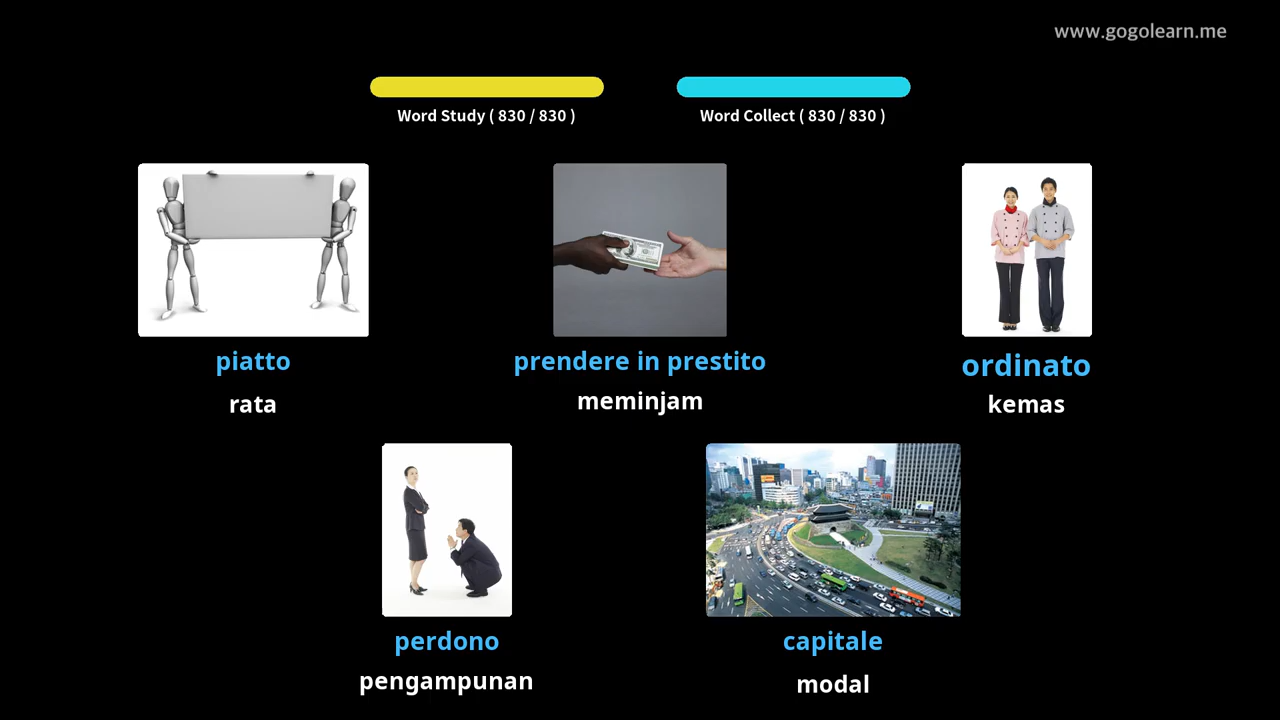 www.gogolearn.me
Word Study ( 830 / 830 )
Word Collect ( 830 / 830 )
piatto
rata
prendere in prestito
meminjam
ordinato
kemas
perdono
pengampunan
capitale
modal